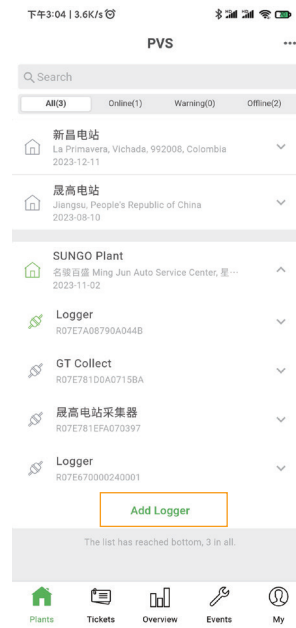 下午3:04 | 3.6K/s
PVS
Search
All(3) Online(1) Warning(0) Offline(2)
新昌电站
La Primavera, Vichada, 992008, Colombia
2023-12-11
晟高电站
Jiangsu, People's Republic of China
2023-08-10
SUNGO Plant
名骏百盛 Ming Jun Auto Service Center, 星…
2023-11-02
Logger
R07E7A08790A044B
GT Collect
R07E781D0A0715BA
晟高电站采集器
R07E781EFA070397
Logger
R07E670000240001
Add Logger
The list has reached bottom, 3 in all.
Plants Tickets Overview Events My